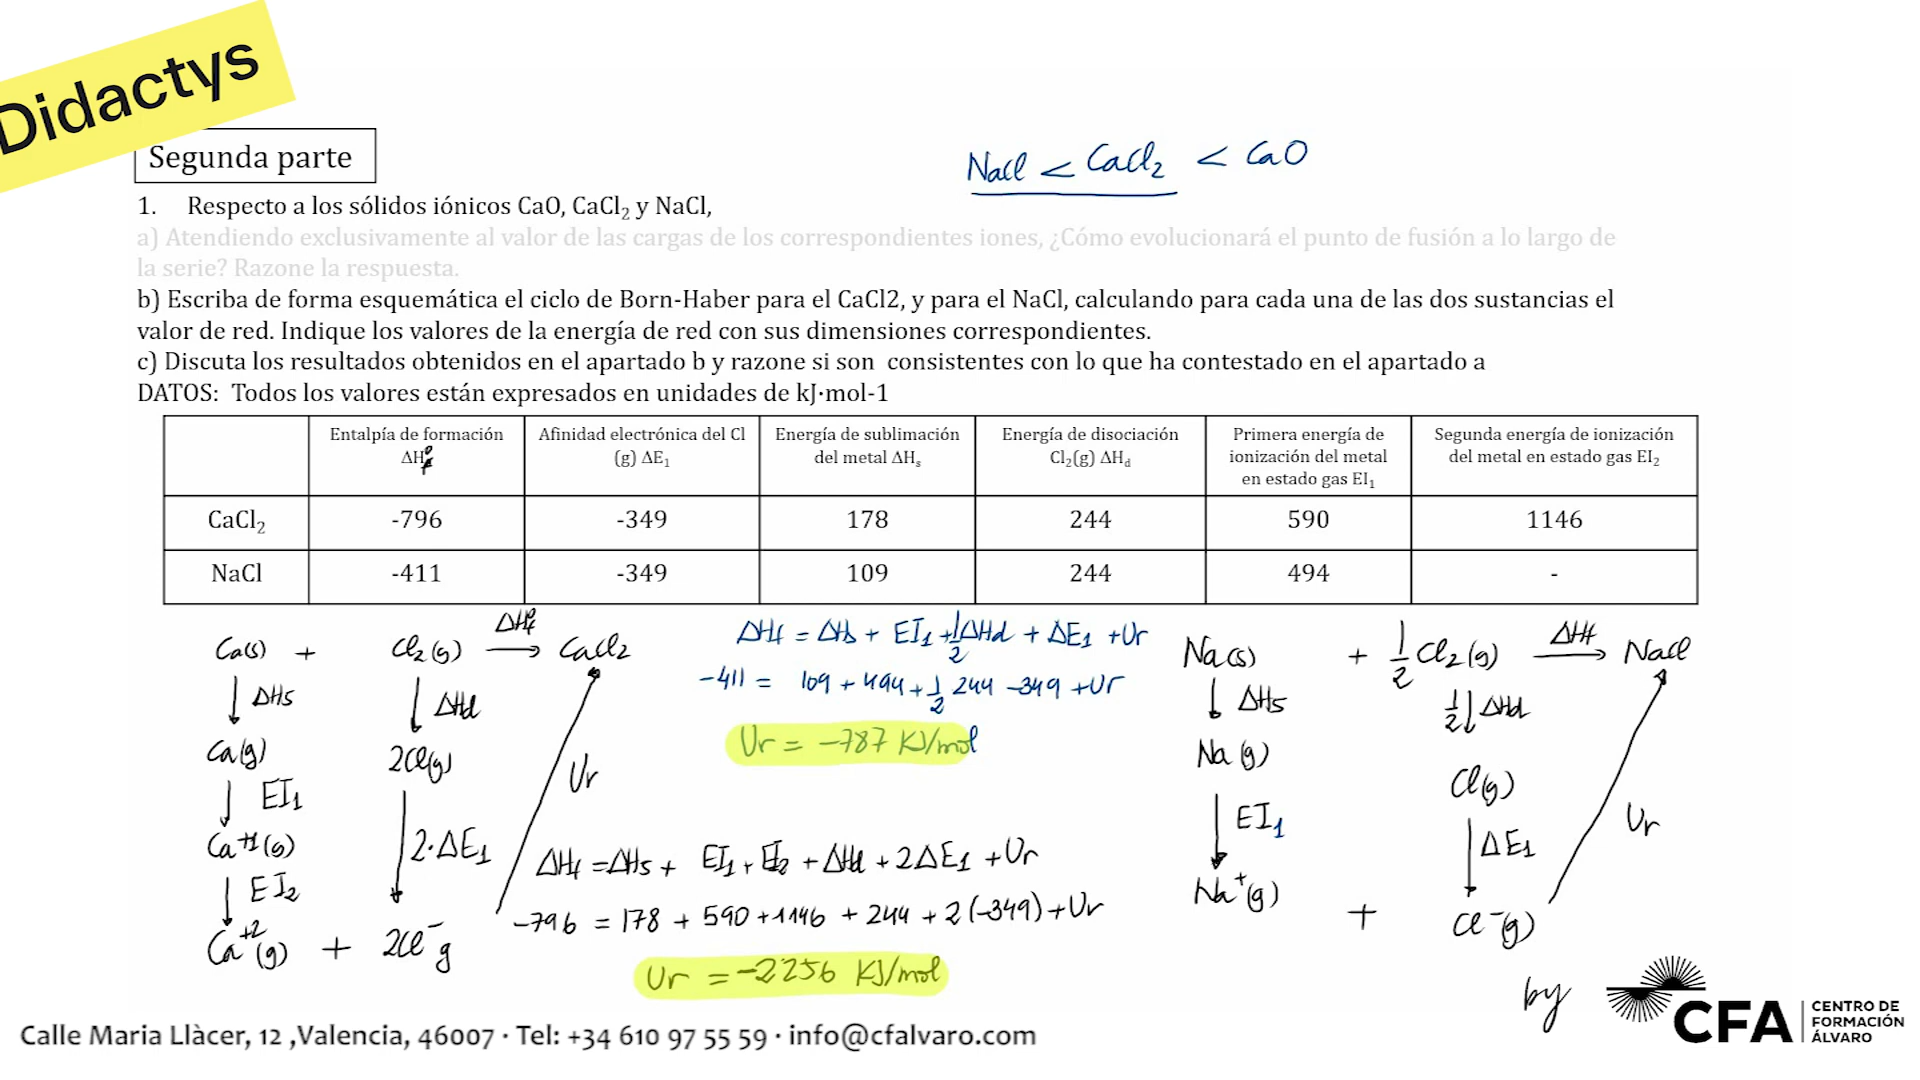 Didactys
Segunda parte
NaCl < CaCl₂ < CaO
1. Respecto a los sólidos iónicos CaO, CaCl₂ y NaCl,
a) Atendiendo exclusivamente al valor de las cargas de los correspondientes iones, ¿Cómo evolucionará el punto de fusión a lo largo de
la serie? Razone la respuesta.
b) Escriba de forma esquemática el ciclo de Born-Haber para el CaCl2, y para el NaCl, calculando para cada una de las dos sustancias el
valor de red. Indique los valores de la energía de red con sus dimensiones correspondientes.
c) Discuta los resultados obtenidos en el apartado b y razone si son consistentes con lo que ha contestado en el apartado a
DATOS: Todos los valores están expresados en unidades de kJ·mol-1
Entalpía de formación ΔHf° | Afinidad electrónica del Cl (g) ΔE₁ | Energía de sublimación del metal ΔHₛ | Energía de disociación Cl₂(g) ΔH_d | Primera energía de ionización del metal en estado gas EI₁ | Segunda energía de ionización del metal en estado gas EI₂
CaCl₂ | -796 | -349 | 178 | 244 | 590 | 1146
NaCl | -411 | -349 | 109 | 244 | 494 | -
Ca(s) + Cl₂(g) → ΔHf° CaCl₂
↓ ΔHs ↓ ΔHd
Ca(g) 2Cl(g) Ur
↓ EI₁
Ca⁺¹(g) 2·ΔE₁
↓ EI₂
Ca⁺²(g) + 2Cl⁻g
ΔHf = ΔHs + EI₁ + 1/2 ΔHd + ΔE₁ + Ur
-411 = 109 + 494 + 1/2 244 - 349 + Ur
Ur = -787 KJ/mol
ΔHf = ΔHs + EI₁ + EI₂ + ΔHd + 2ΔE₁ + Ur
-796 = 178 + 590 + 1146 + 244 + 2(-349) + Ur
Ur = -2256 KJ/mol
Na(s) + 1/2 Cl₂(g) → ΔHf NaCl
↓ ΔHs 1/2 ↓ ΔHd
Na(g) Cl(g)
↓ EI₁ ↓ ΔE₁ Ur
Na⁺(g) + Cl⁻(g)
by
CFA CENTRO DE
FORMACIÓN
ÁLVARO
Calle Maria Llàcer, 12 ,Valencia, 46007 · Tel: +34 610 97 55 59 · info@cfalvaro.com